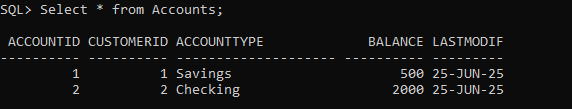 SQL> Select * from Accounts;
ACCOUNTID CUSTOMERID ACCOUNTTYPE             BALANCE LASTMODIF
---------- ---------- -------------------- ---------- ---------
         1          1 Savings                     500 25-JUN-25
         2          2 Checking                   2000 25-JUN-25